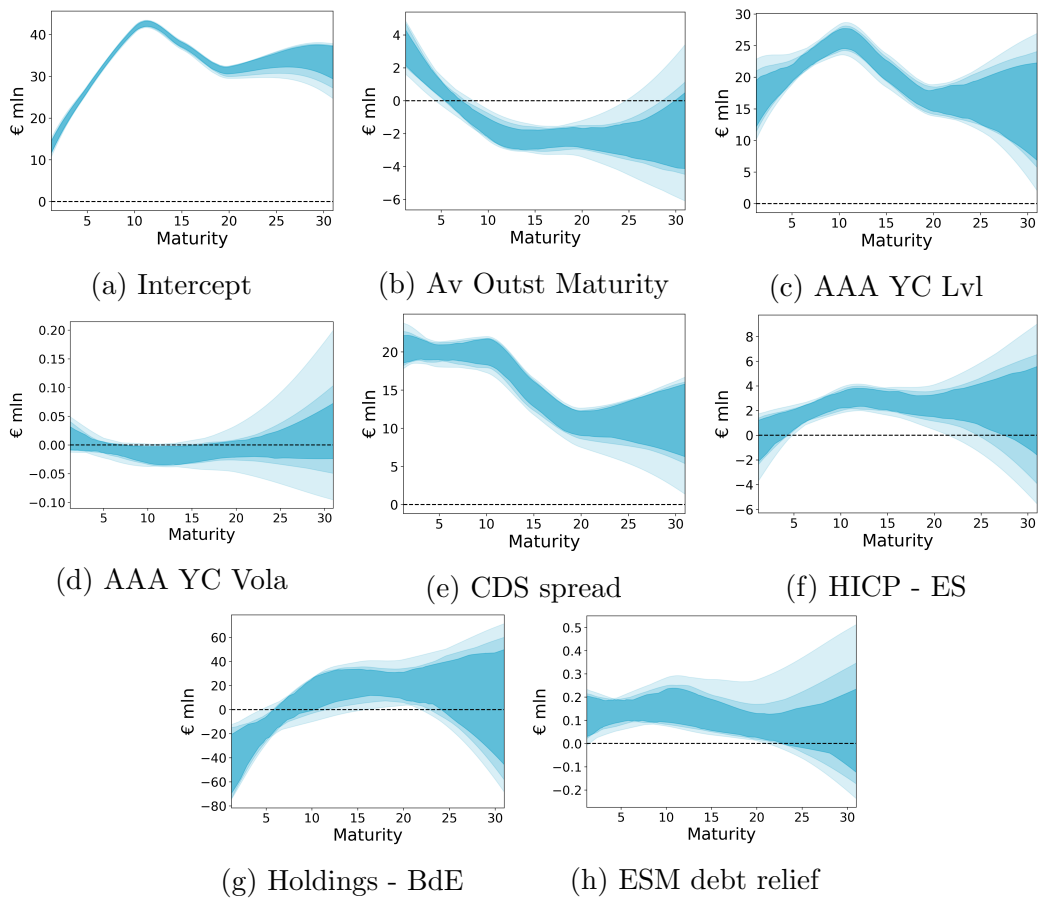 40
30
20
10
0
€ mln
5 10 15 20 25 30
Maturity
(a) Intercept
4
2
0
−2
−4
−6
€ mln
5 10 15 20 25 30
Maturity
(b) Av Outst Maturity
30
25
20
15
10
5
0
€ mln
5 10 15 20 25 30
Maturity
(c) AAA YC Lvl
0.20
0.15
0.10
0.05
0.00
−0.05
−0.10
€ mln
5 10 15 20 25 30
Maturity
(d) AAA YC Vola
20
15
10
5
0
€ mln
5 10 15 20 25 30
Maturity
(e) CDS spread
8
6
4
2
0
−2
−4
−6
€ mln
5 10 15 20 25 30
Maturity
(f) HICP - ES
60
40
20
0
−20
−40
−60
−80
€ mln
5 10 15 20 25 30
Maturity
(g) Holdings - BdE
0.5
0.4
0.3
0.2
0.1
0.0
−0.1
−0.2
€ mln
5 10 15 20 25 30
Maturity
(h) ESM debt relief